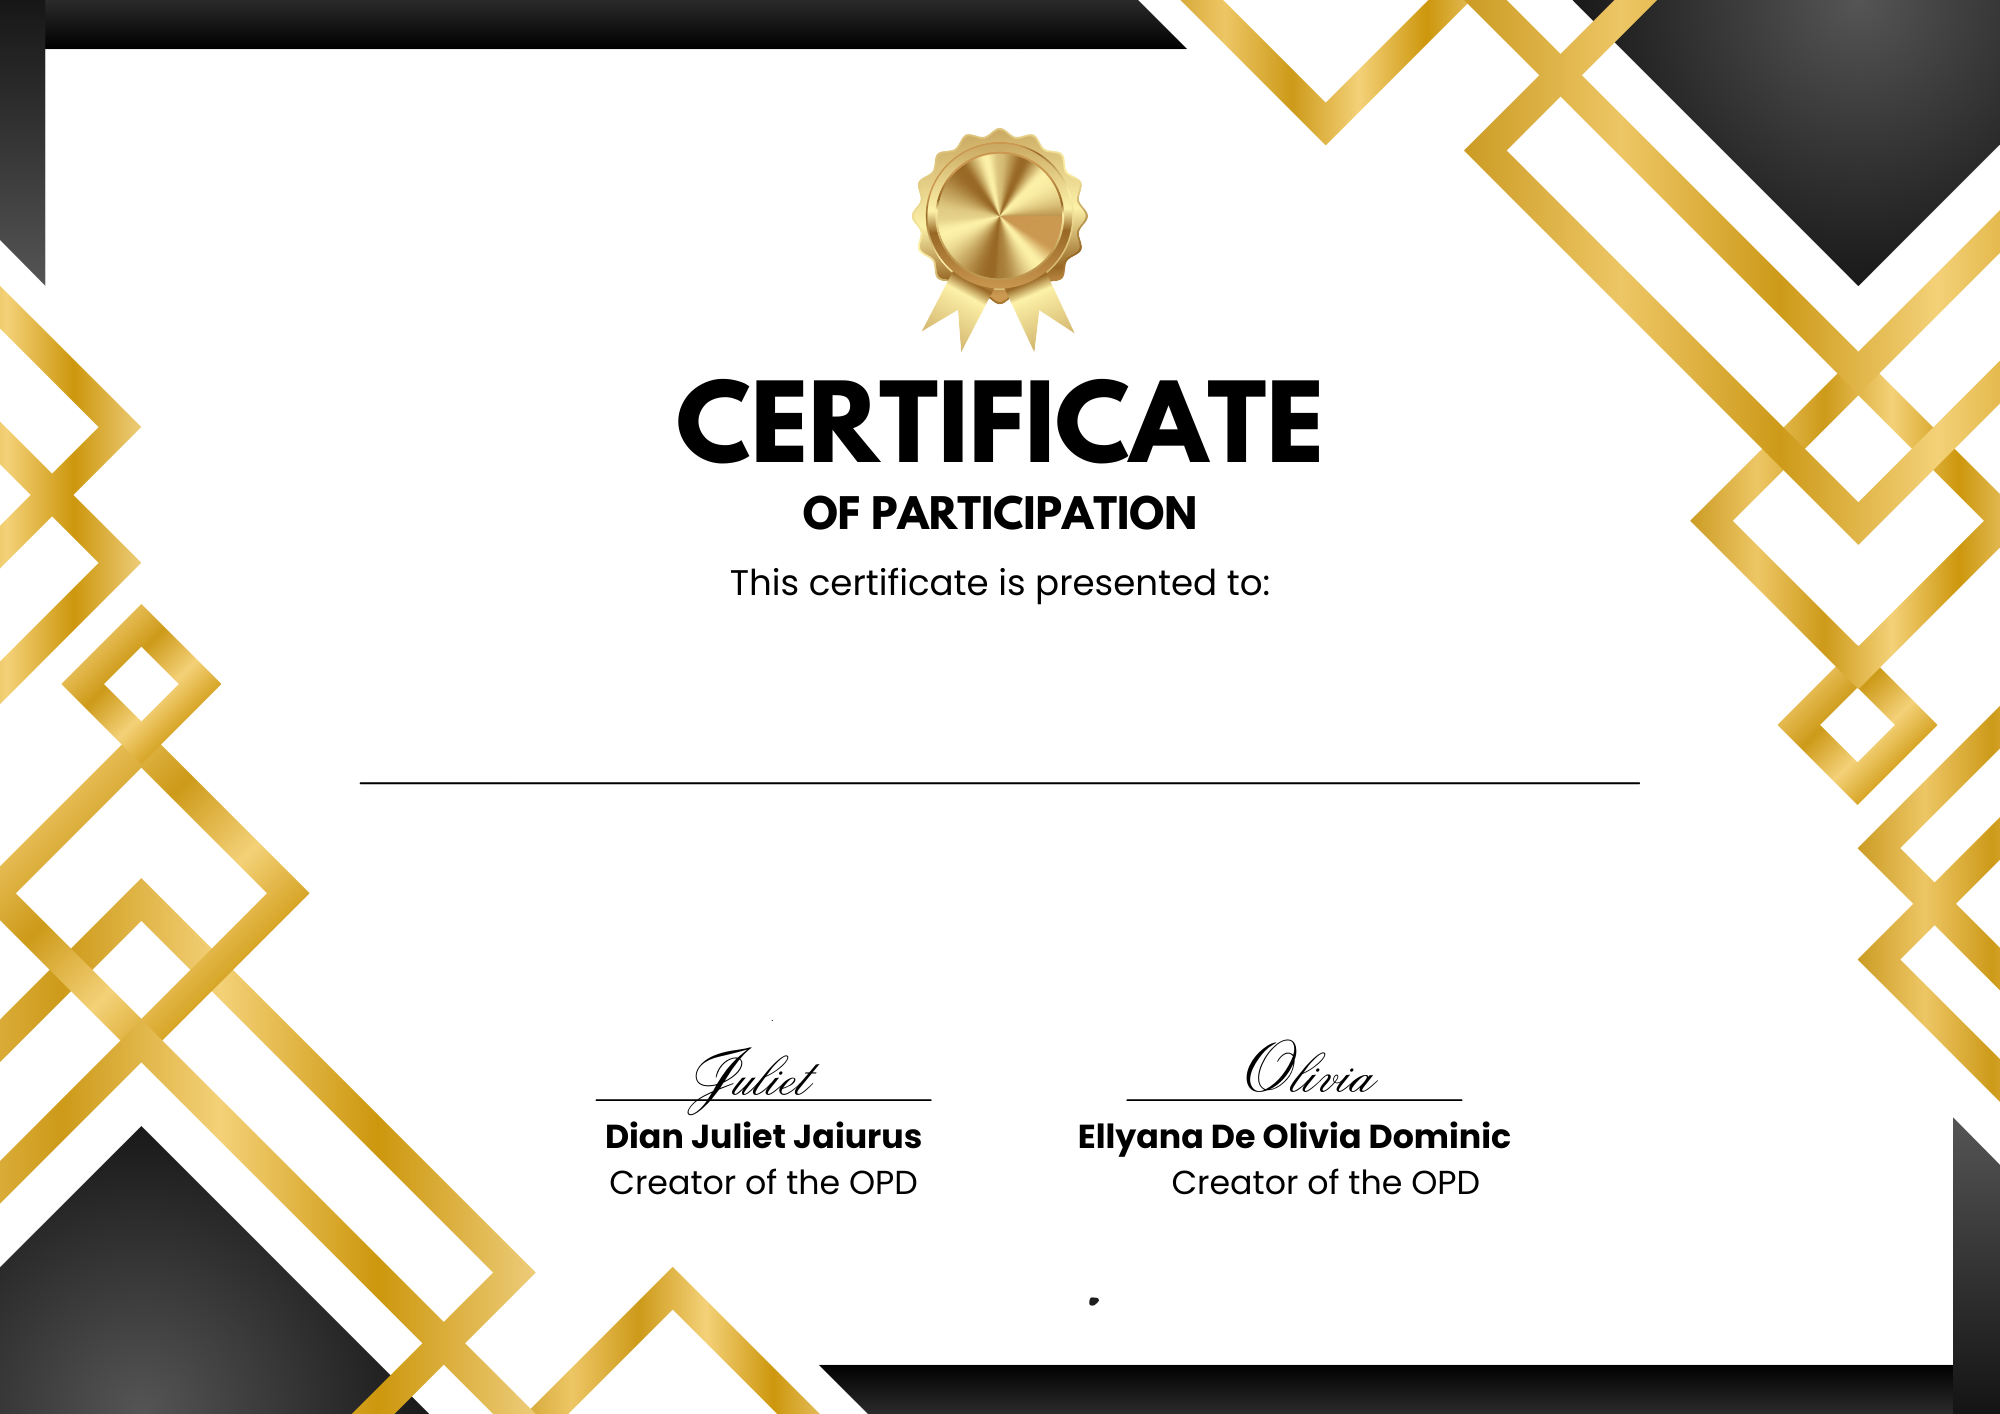 CERTIFICATE
OF PARTICIPATION
This certificate is presented to:
Juliet
Olivia
Dian Juliet Jaiurus
Ellyana De Olivia Dominic
Creator of the OPD
Creator of the OPD